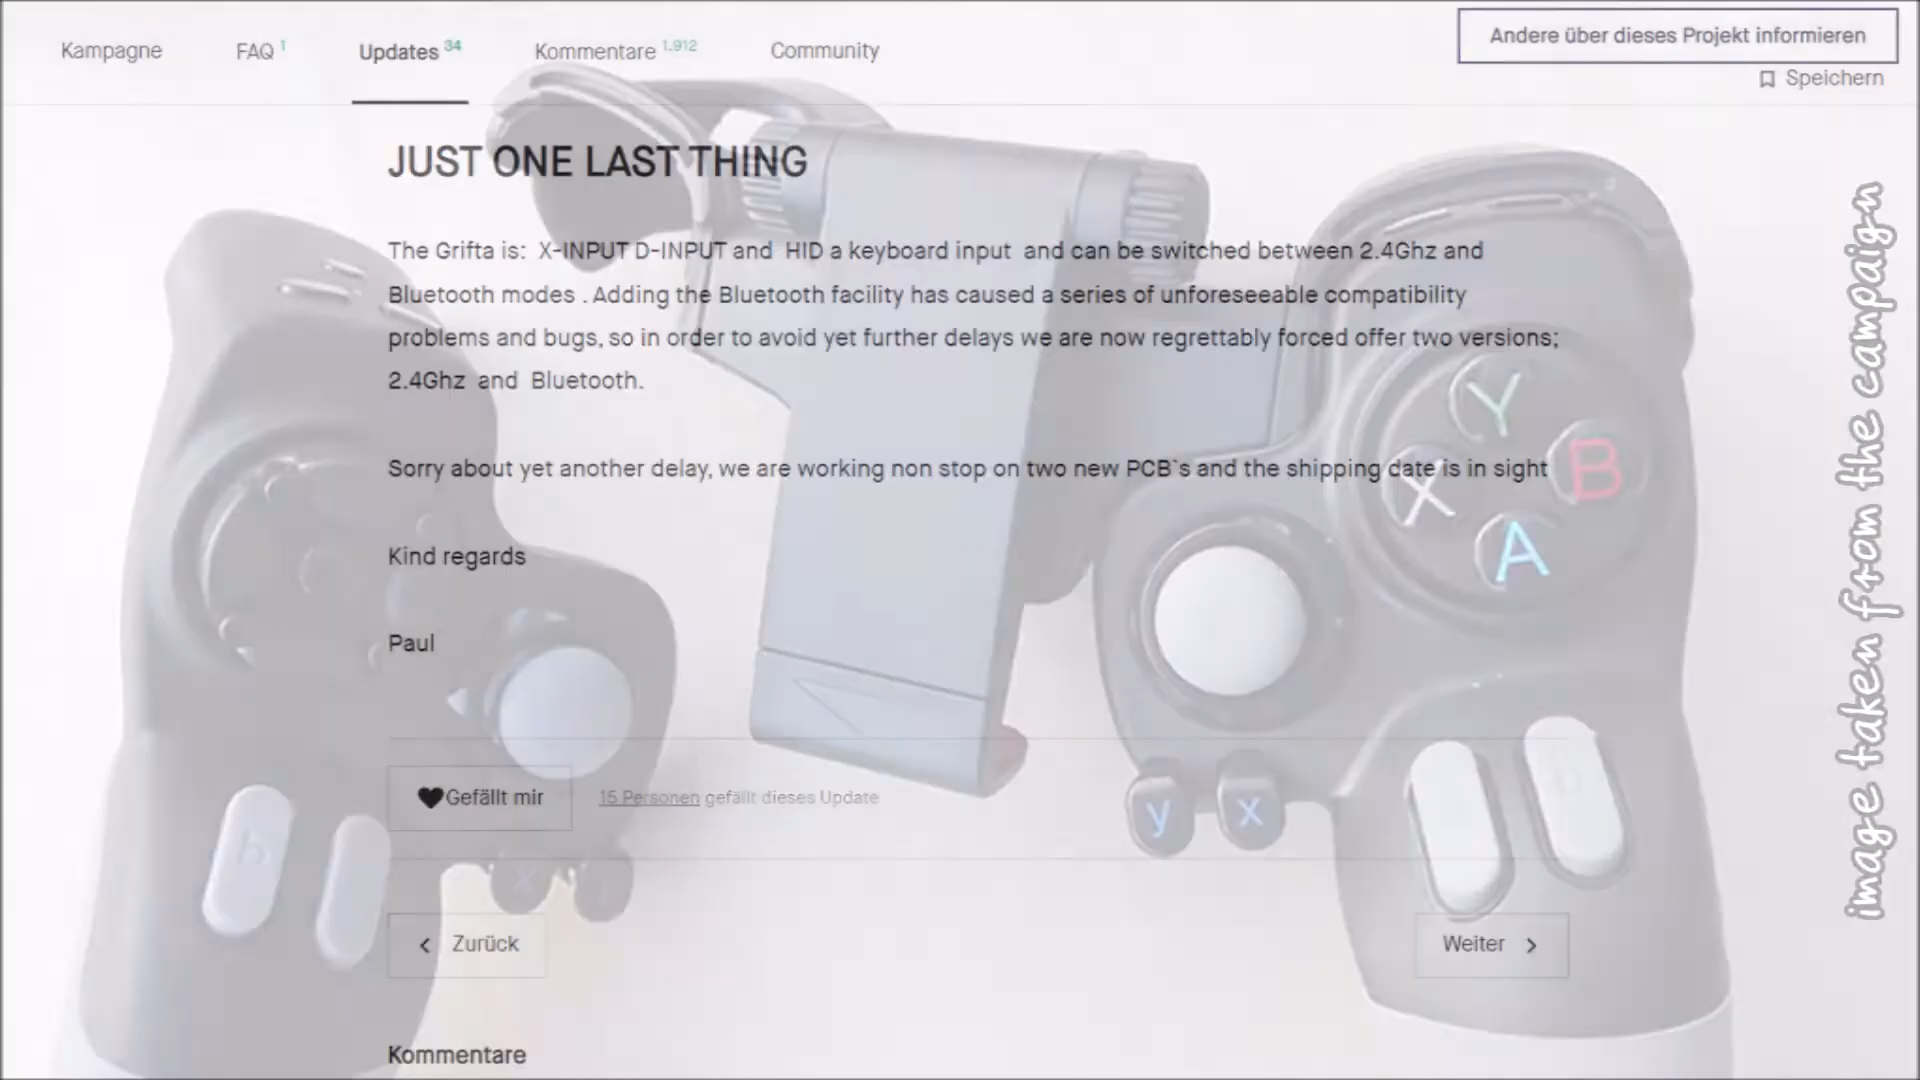 Kampagne FAQ 1 Updates 34 Kommentare 1.912 Community
Andere über dieses Projekt informieren
Speichern
JUST ONE LAST THING
The Grifta is: X-INPUT D-INPUT and HID a keyboard input and can be switched between 2.4Ghz and
Bluetooth modes . Adding the Bluetooth facility has caused a series of unforeseeable compatibility
problems and bugs, so in order to avoid yet further delays we are now regrettably forced offer two versions;
2.4Ghz and Bluetooth.
Sorry about yet another delay, we are working non stop on two new PCB`s and the shipping date is in sight
Kind regards
Paul
Gefällt mir 15 Personen gefällt dieses Update
Zurück
Weiter
Kommentare
image taken from the campaign
Y
X
B
A
y x
b
x